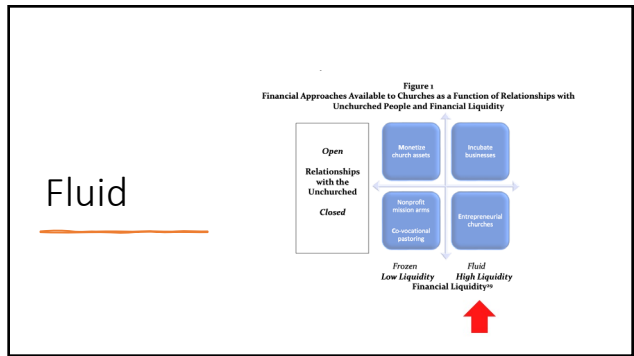 Fluid
Figure 1
Financial Approaches Available to Churches as a Function of Relationships with
Unchurched People and Financial Liquidity
Open
Relationships
with the
Unchurched
Closed
Monetize
church assets
Incubate
businesses
Nonprofit
mission arms
Co-vocational
pastoring
Entrepreneurial
churches
Frozen
Low Liquidity
Fluid
High Liquidity
Financial Liquidity²⁹